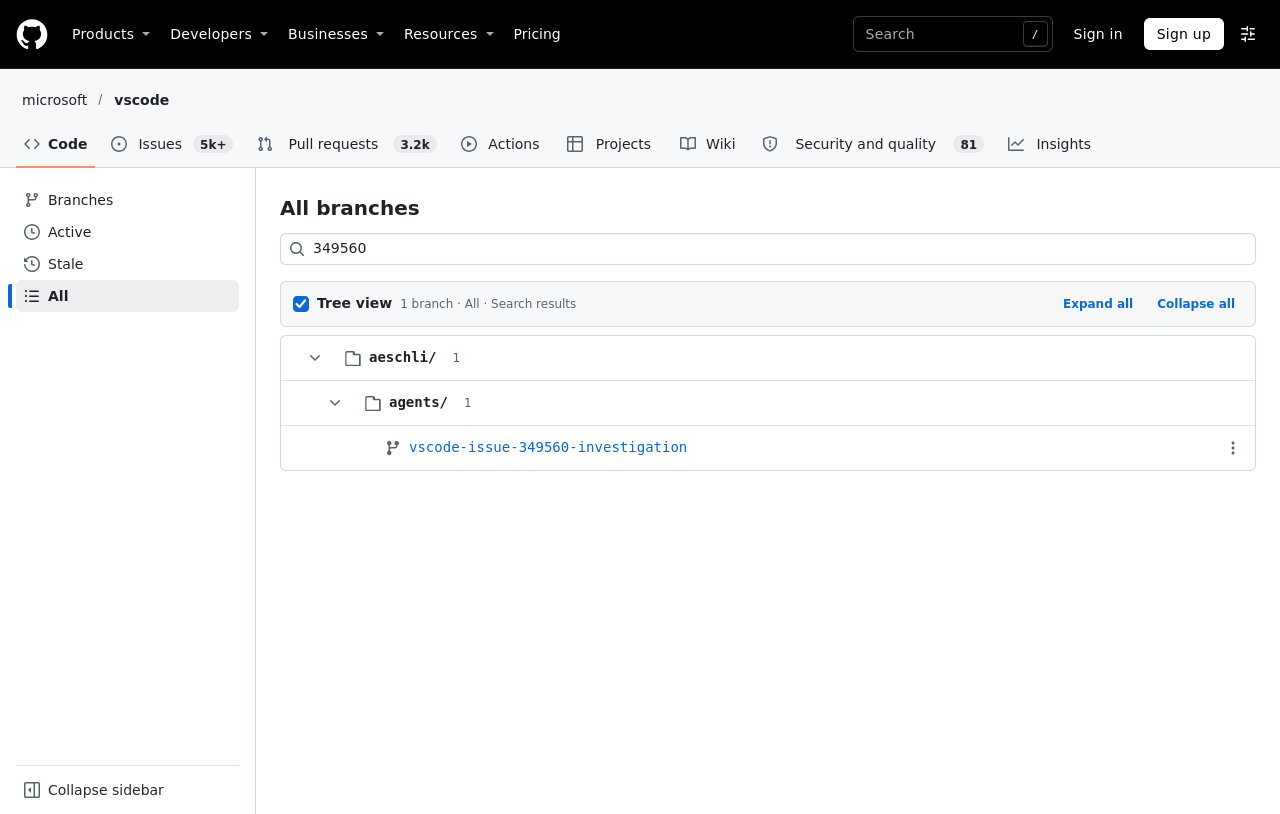 Products Developers Businesses Resources Pricing Search / Sign in Sign up
microsoft / vscode
Code Issues 5k+ Pull requests 3.2k Actions Projects Wiki Security and quality 81 Insights
Branches
Active
Stale
All
Collapse sidebar
All branches
349560
Tree view 1 branch · All · Search results Expand all Collapse all
aeschli/ 1
agents/ 1
vscode-issue-349560-investigation